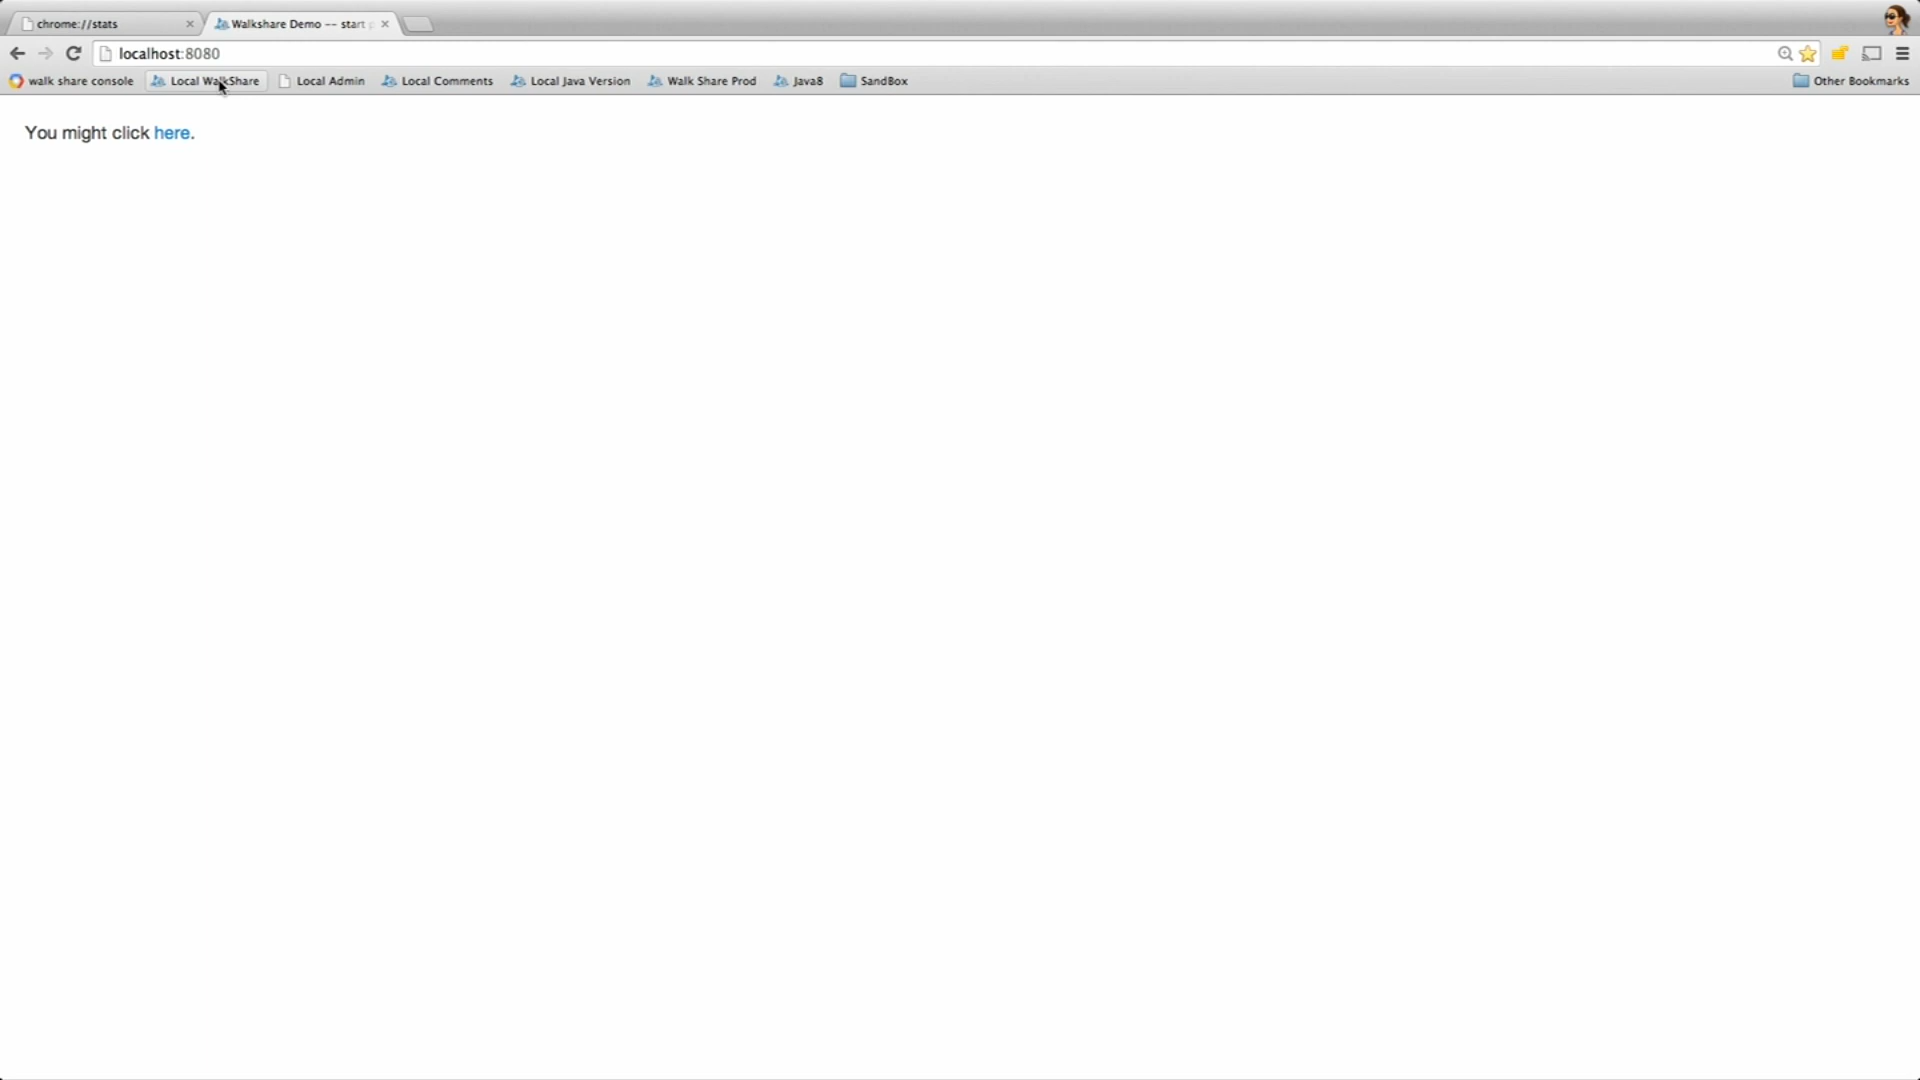 chrome://stats
Walkshare Demo -- start
localhost:8080
walk share console Local WalkShare Local Admin Local Comments Local Java Version Walk Share Prod Java8 SandBox Other Bookmarks
You might click here.